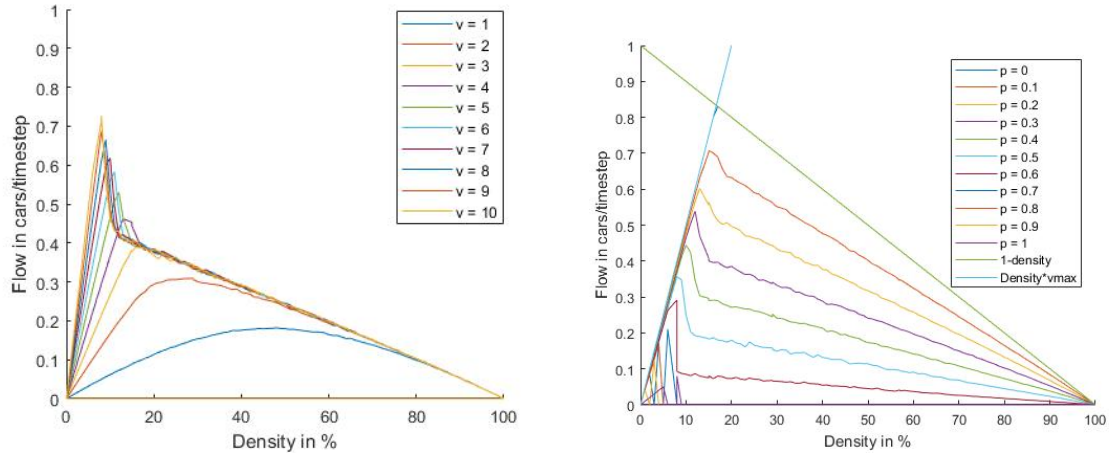 1
0.9
0.8
0.7
0.6
0.5
0.4
0.3
0.2
0.1
0
Flow in cars/timestep
0 20 40 60 80 100
Density in %
v = 1
v = 2
v = 3
v = 4
v = 5
v = 6
v = 7
v = 8
v = 9
v = 10
1
0.9
0.8
0.7
0.6
0.5
0.4
0.3
0.2
0.1
0
Flow in cars/timestep
0 10 20 30 40 50 60 70 80 90 100
Density in %
p = 0
p = 0.1
p = 0.2
p = 0.3
p = 0.4
p = 0.5
p = 0.6
p = 0.7
p = 0.8
p = 0.9
p = 1
1-density
Density*vmax